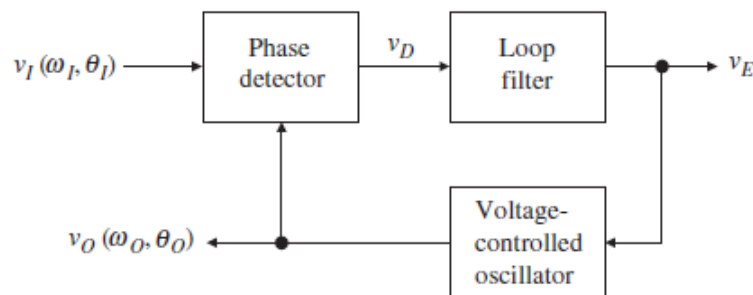 Phase
detector
v_I (ω_I, θ_I)
v_D
Loop
filter
v_E
v_O (ω_O, θ_O)
Voltage-
controlled
oscillator